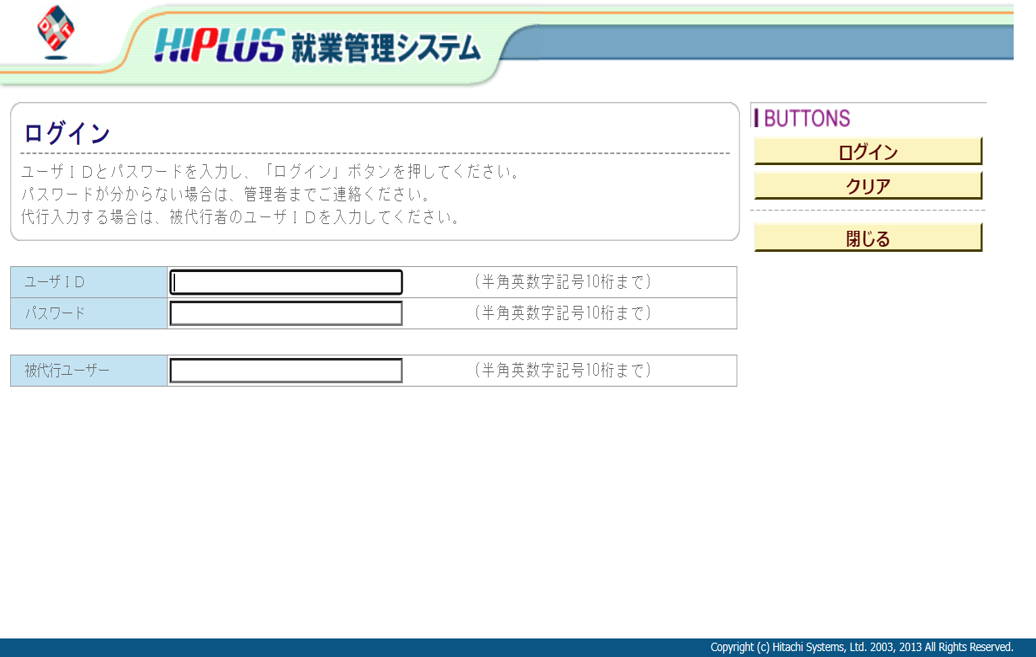 DIT
HIPLUS 就業管理システム
ログイン
ユーザＩＤとパスワードを入力し、「ログイン」ボタンを押してください。
パスワードが分からない場合は、管理者までご連絡ください。
代行入力する場合は、被代行者のユーザＩＤを入力してください。
BUTTONS
ログイン
クリア
閉じる
ユーザＩＤ (半角英数字記号10桁まで)
パスワード (半角英数字記号10桁まで)
被代行ユーザー (半角英数字記号10桁まで)
Copyright (c) Hitachi Systems, Ltd. 2003, 2013 All Rights Reserved.